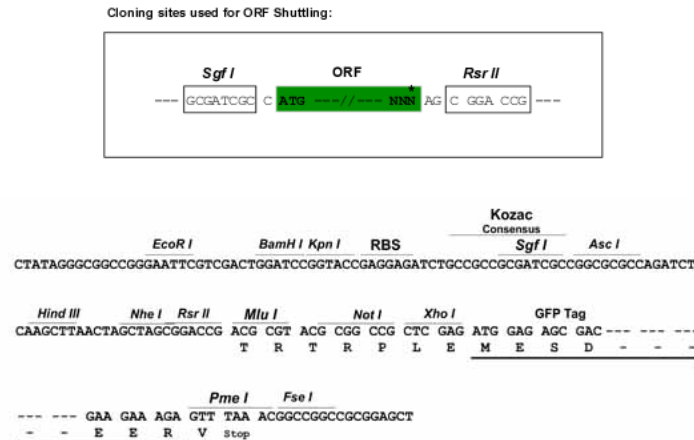 Cloning sites used for ORF Shuttling:
Sgf I ORF Rsr II
--- GCGATCGC C ATG ---//--- NNN* AG C GGA CCG ---
Kozac
Consensus
EcoR I BamH I Kpn I RBS Sgf I Asc I
CTATAGGGCGGCCGGGAATTCGTCGACTGGATCCGGTACCGAGGAGATCTGCCGCCGCGATCGCCGGCGCGCCAGATCT
Hind III Nhe I Rsr II Mlu I Not I Xho I GFP Tag
CAAGCTTAACTAGCTAGCGGACCG ACG CGT ACG CGG CCG CTC GAG ATG GAG AGC GAC--- --- ---
T R T R P L E M E S D - - -
Pme I Fse I
--- --- GAA GAA AGA GTT TAA ACGGCCGGCCGCGGAGCT
- - E E R V Stop